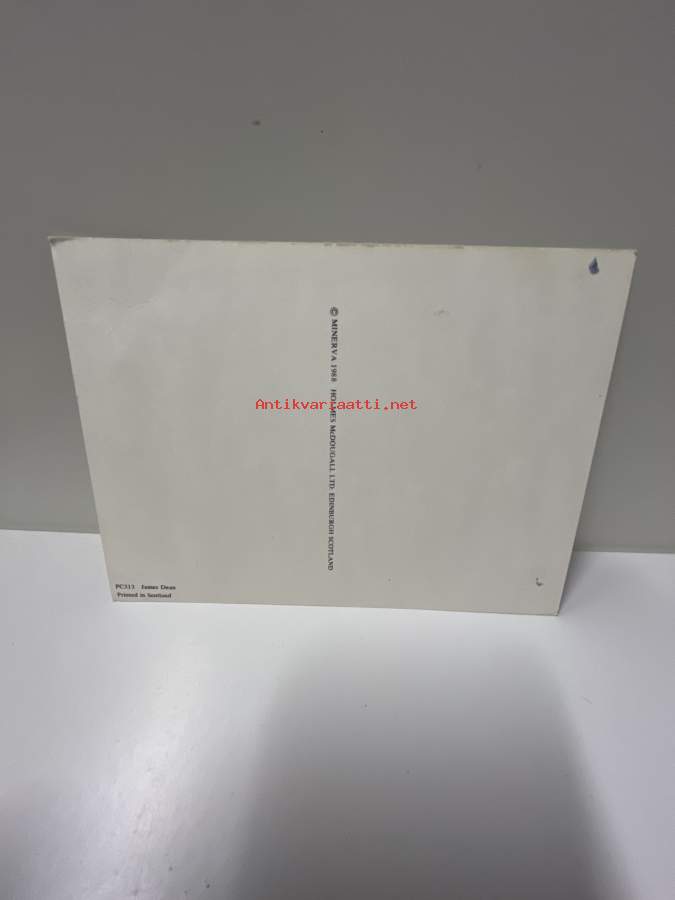 © MINERVA 1988 HOLMES McDOUGALL LTD EDINBURGH SCOTLAND
Antikvariaatti.net
PC313 James Dean
Printed in Scotland